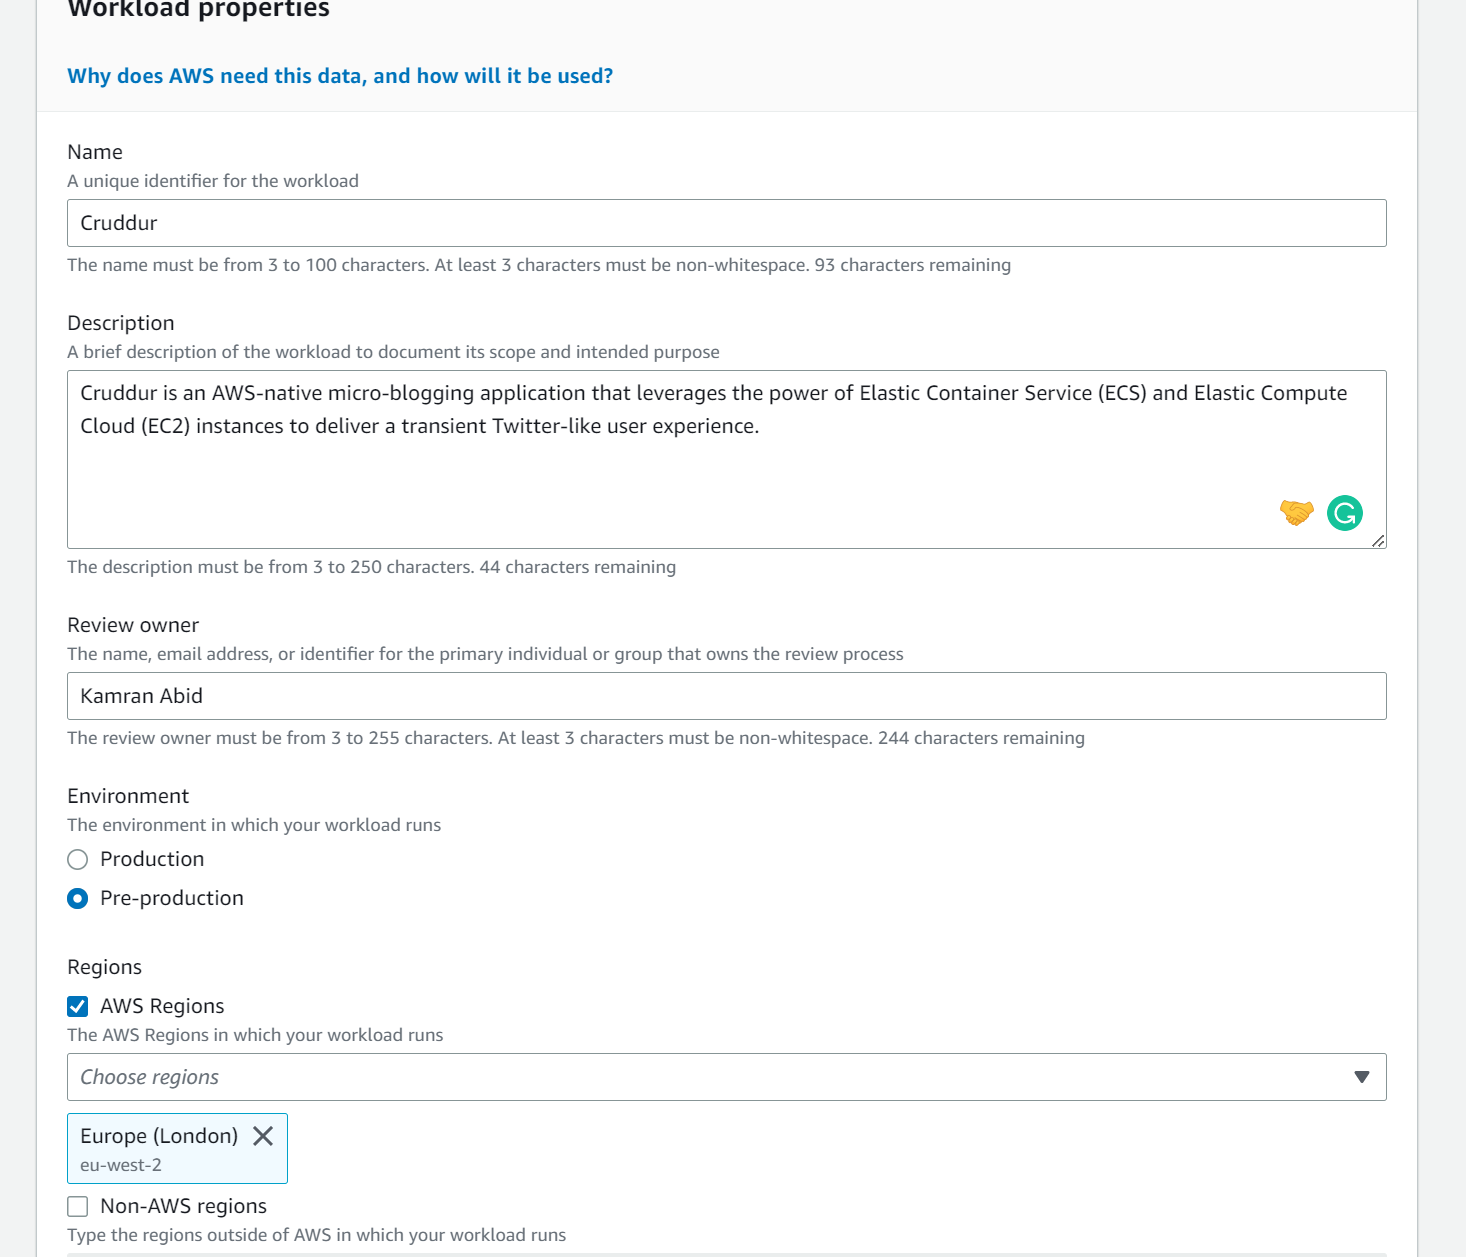 Workload properties
Why does AWS need this data, and how will it be used?
Name
A unique identifier for the workload
Cruddur
The name must be from 3 to 100 characters. At least 3 characters must be non-whitespace. 93 characters remaining
Description
A brief description of the workload to document its scope and intended purpose
Cruddur is an AWS-native micro-blogging application that leverages the power of Elastic Container Service (ECS) and Elastic Compute
Cloud (EC2) instances to deliver a transient Twitter-like user experience.
The description must be from 3 to 250 characters. 44 characters remaining
Review owner
The name, email address, or identifier for the primary individual or group that owns the review process
Kamran Abid
The review owner must be from 3 to 255 characters. At least 3 characters must be non-whitespace. 244 characters remaining
Environment
The environment in which your workload runs
Production
Pre-production
Regions
AWS Regions
The AWS Regions in which your workload runs
Choose regions
Europe (London)
eu-west-2
Non-AWS regions
Type the regions outside of AWS in which your workload runs